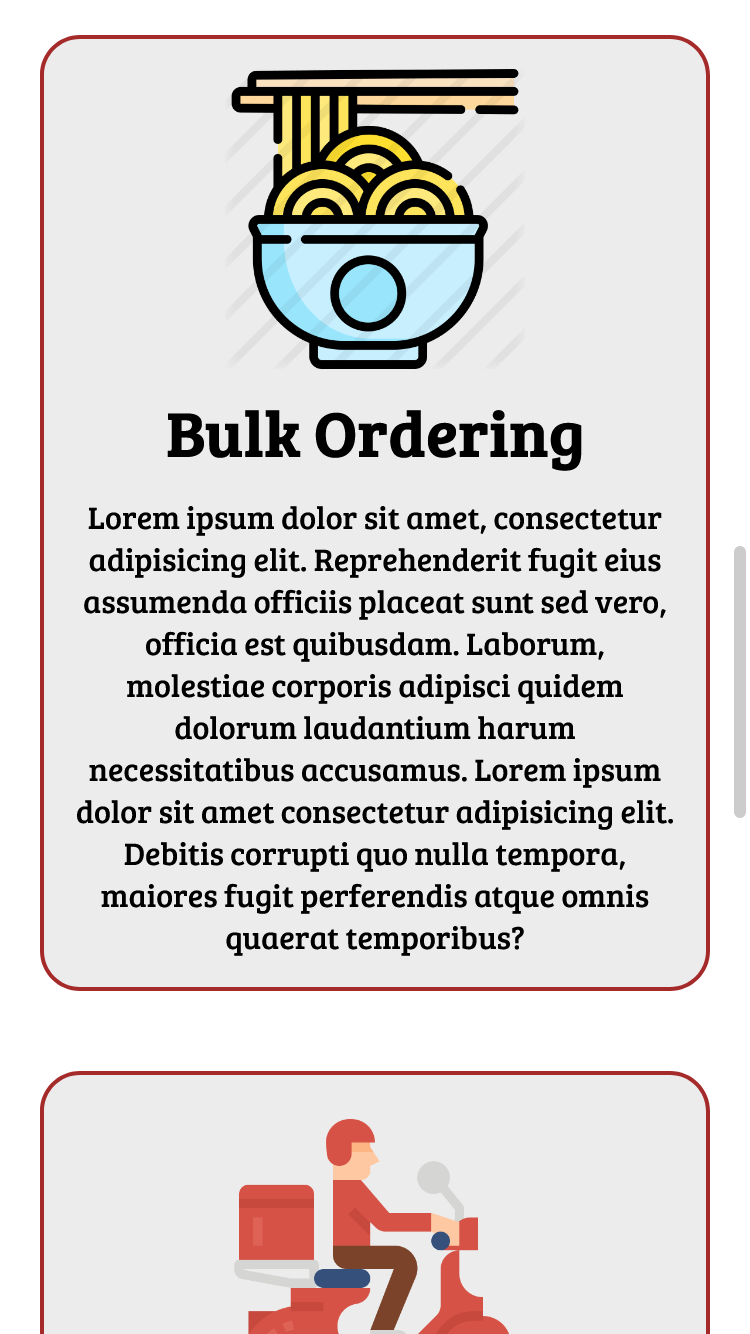 Bulk Ordering
Lorem ipsum dolor sit amet, consectetur
adipisicing elit. Reprehenderit fugit eius
assumenda officiis placeat sunt sed vero,
officia est quibusdam. Laborum,
molestiae corporis adipisci quidem
dolorum laudantium harum
necessitatibus accusamus. Lorem ipsum
dolor sit amet consectetur adipisicing elit.
Debitis corrupti quo nulla tempora,
maiores fugit perferendis atque omnis
quaerat temporibus?